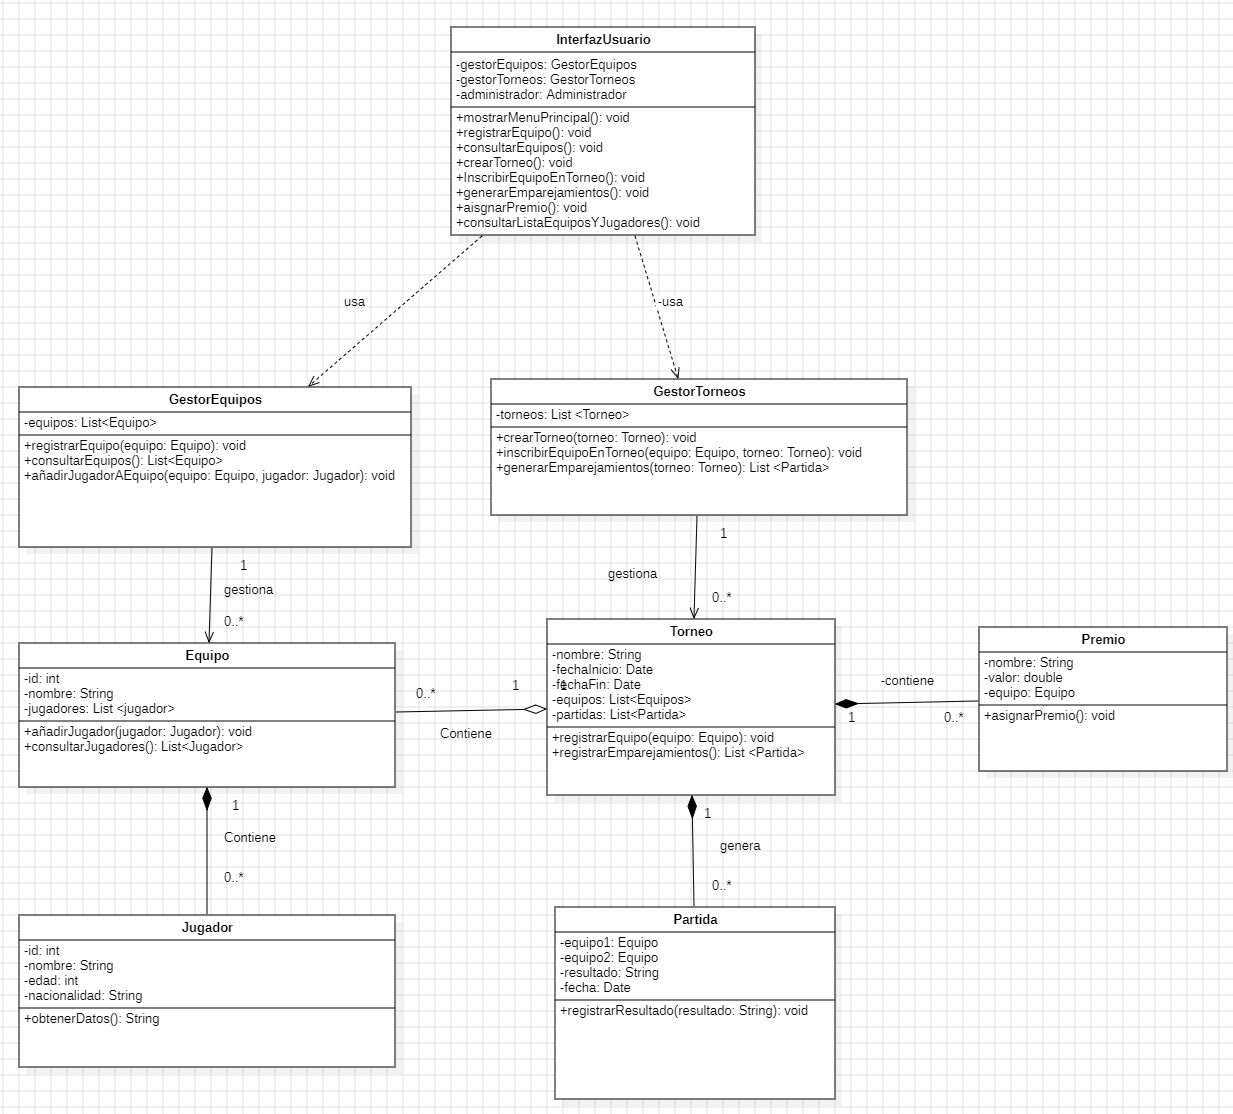 InterfazUsuario
-gestorEquipos: GestorEquipos
-gestorTorneos: GestorTorneos
-administrador: Administrador
+mostrarMenuPrincipal(): void
+registrarEquipo(): void
+consultarEquipos(): void
+crearTorneo(): void
+InscribirEquipoEnTorneo(): void
+generarEmparejamientos(): void
+aisgnarPremio(): void
+consultarListaEquiposYJugadores(): void
usa
-usa
GestorEquipos
-equipos: List<Equipo>
+registrarEquipo(equipo: Equipo): void
+consultarEquipos(): List<Equipo>
+añadirJugadorAEquipo(equipo: Equipo, jugador: Jugador): void
GestorTorneos
-torneos: List <Torneo>
+crearTorneo(torneo: Torneo): void
+inscribirEquipoEnTorneo(equipo: Equipo, torneo: Torneo): void
+generarEmparejamientos(torneo: Torneo): List <Partida>
1
gestiona
0..*
1
gestiona
0..*
Equipo
-id: int
-nombre: String
-jugadores: List <jugador>
+añadirJugador(jugador: Jugador): void
+consultarJugadores(): List<Jugador>
0..*
1
Contiene
Torneo
-nombre: String
-fechaInicio: Date
-fechaFin: Date
1
-equipos: List<Equipos>
-partidas: List<Partida>
+registrarEquipo(equipo: Equipo): void
+registrarEmparejamientos(): List <Partida>
-contiene
1
0..*
Premio
-nombre: String
-valor: double
-equipo: Equipo
+asignarPremio(): void
1
Contiene
0..*
1
genera
0..*
Jugador
-id: int
-nombre: String
-edad: int
-nacionalidad: String
+obtenerDatos(): String
Partida
-equipo1: Equipo
-equipo2: Equipo
-resultado: String
-fecha: Date
+registrarResultado(resultado: String): void